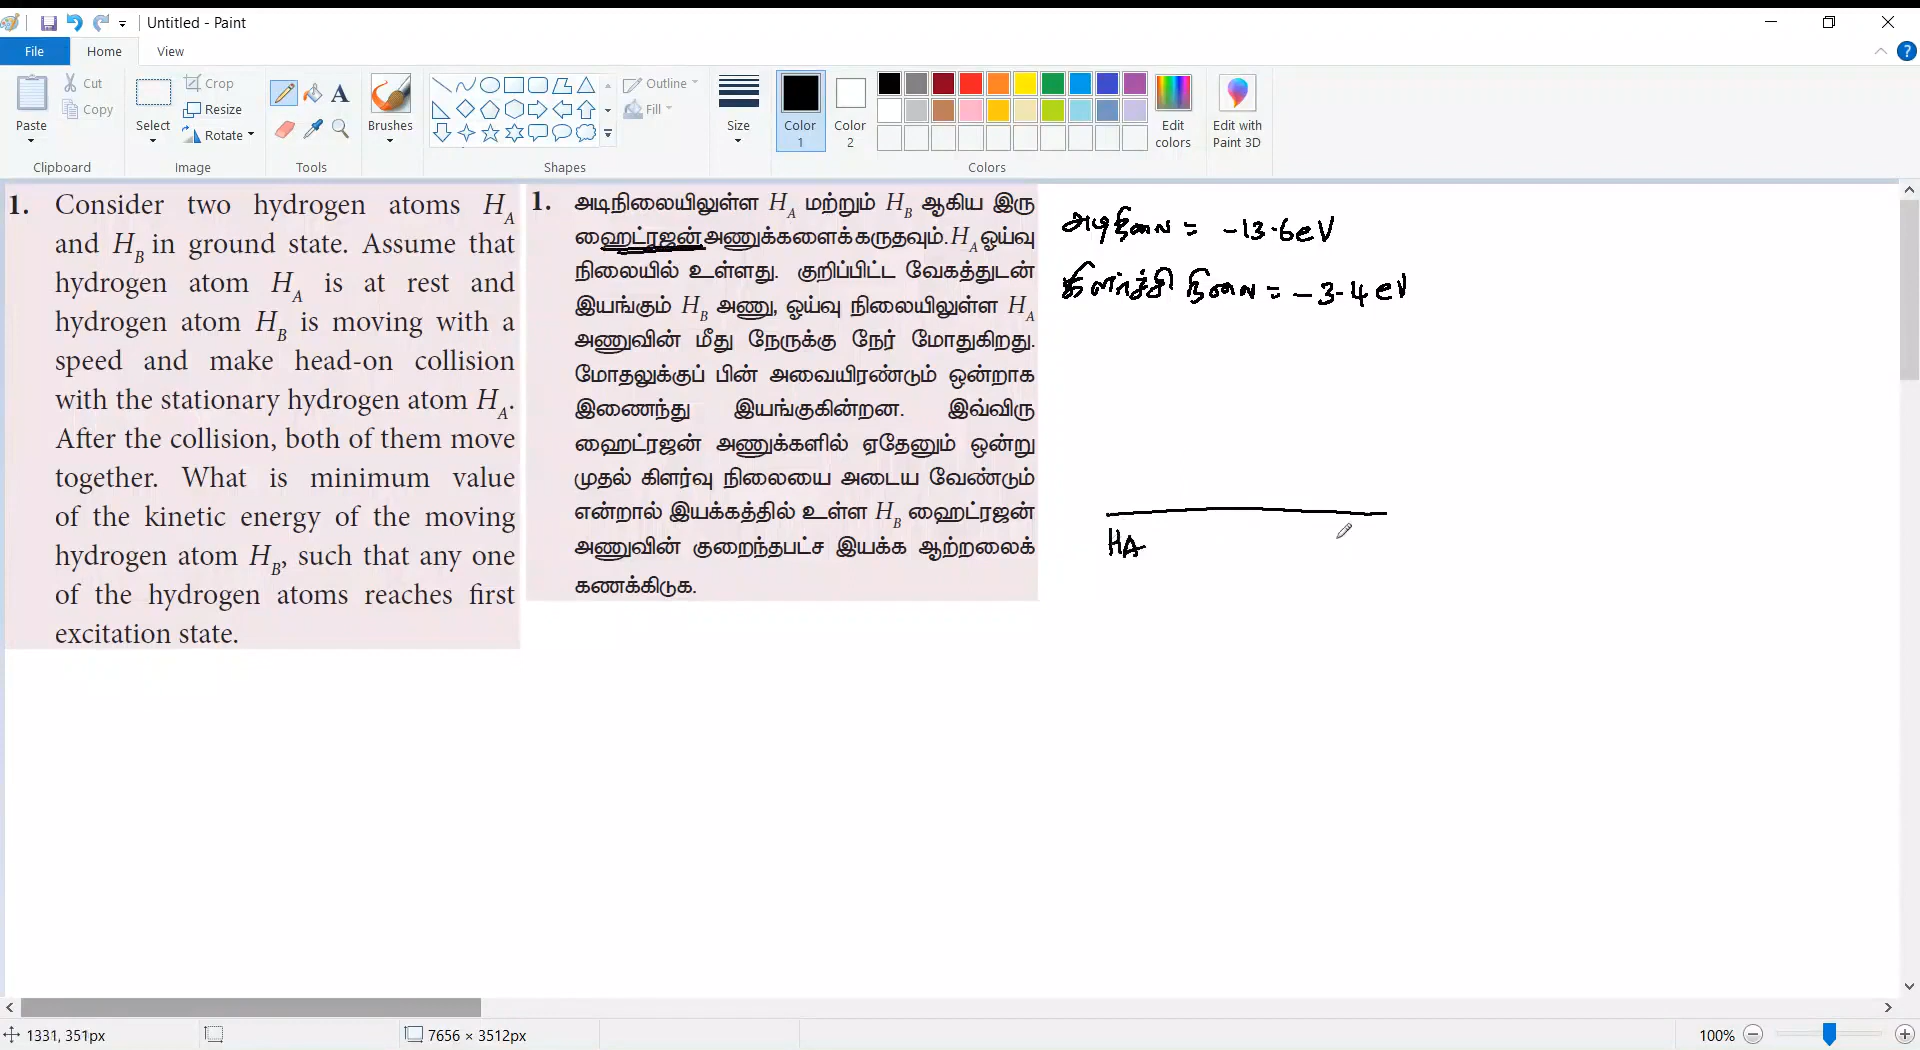 Untitled - Paint
File
Home
View
Paste
Cut
Copy
Clipboard
Select
Crop
Resize
Rotate
Image
Tools
Brushes
Shapes
Outline
Fill
Size
Color 1
Color 2
Edit colors
Edit with Paint 3D
Colors
1. Consider two hydrogen atoms H_A
and H_B in ground state. Assume that
hydrogen atom H_A is at rest and
hydrogen atom H_B is moving with a
speed and make head-on collision
with the stationary hydrogen atom H_A.
After the collision, both of them move
together. What is minimum value
of the kinetic energy of the moving
hydrogen atom H_B, such that any one
of the hydrogen atoms reaches first
excitation state.
1. அடிநிலையிலுள்ள H_A மற்றும் H_B ஆகிய இரு
ஹைட்ரஜன் அணுக்களைக் கருதவும். H_A ஓய்வு
நிலையில் உள்ளது. குறிப்பிட்ட வேகத்துடன்
இயங்கும் H_B அணு, ஓய்வு நிலையிலுள்ள H_A
அணுவின் மீது நேருக்கு நேர் மோதுகிறது.
மோதலுக்குப் பின் அவையிரண்டும் ஒன்றாக
இணைந்து இயங்குகின்றன. இவ்விரு
ஹைட்ரஜன் அணுக்களில் ஏதேனும் ஒன்று
முதல் கிளர்வு நிலையை அடைய வேண்டும்
என்றால் இயக்கத்தில் உள்ள H_B ஹைட்ரஜன்
அணுவின் குறைந்தபட்ச இயக்க ஆற்றலைக்
கணக்கிடுக.
அடிநிலை = -13.6eV
கிளர்ச்சி நிலை = -3.4 eV
HA
1331, 351px
7656 × 3512px
100%